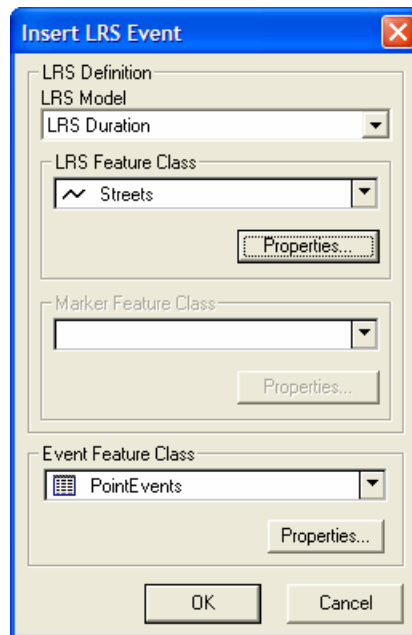 Insert LRS Event
LRS Definition
LRS Model
LRS Duration
LRS Feature Class
Streets
Properties...
Marker Feature Class
Properties...
Event Feature Class
PointEvents
Properties...
OK Cancel